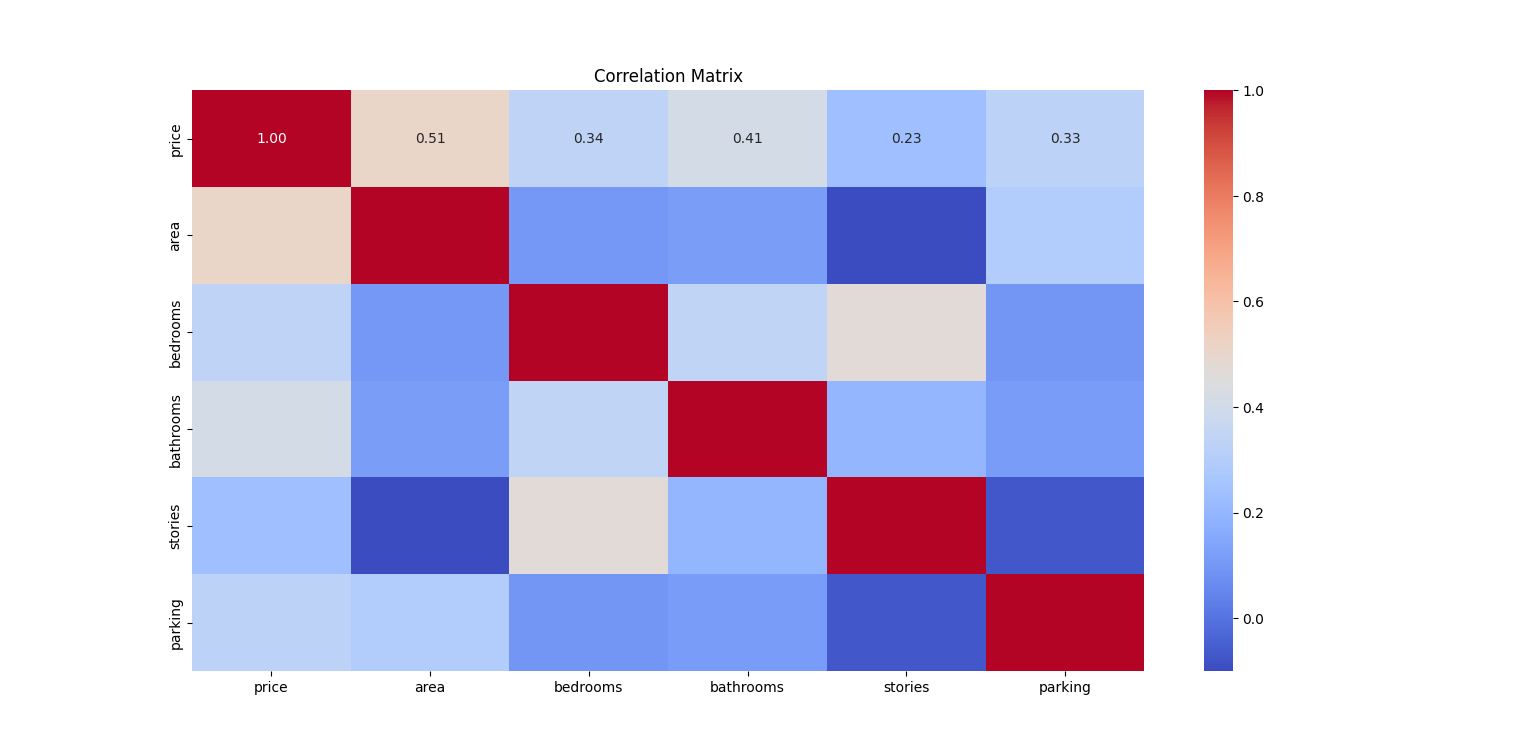 Correlation Matrix
price 1.00 0.51 0.34 0.41 0.23 0.33
area
bedrooms
bathrooms
stories
parking
price area bedrooms bathrooms stories parking
1.0
0.8
0.6
0.4
0.2
0.0